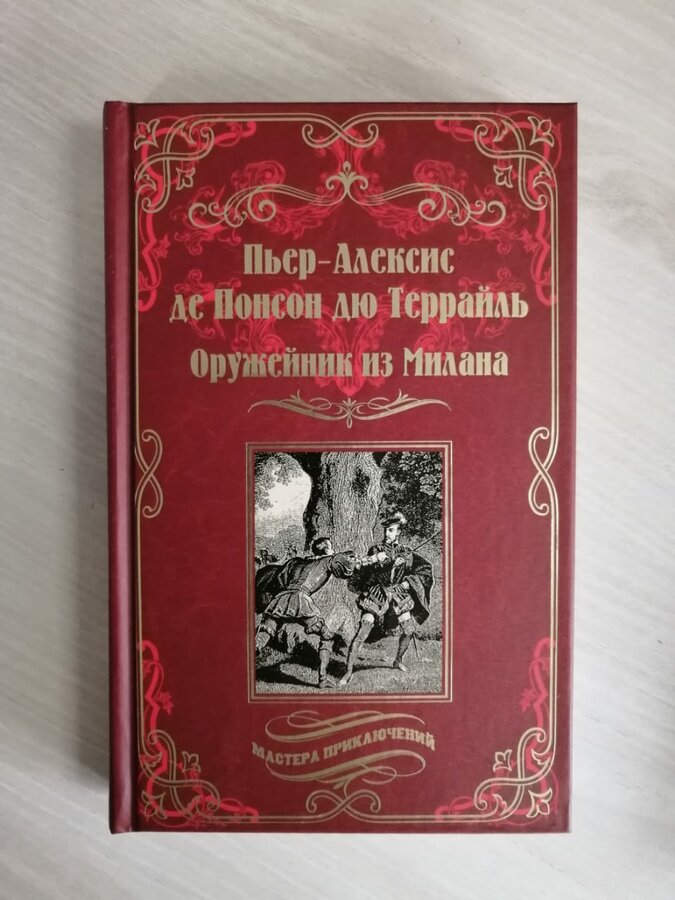 Пьер-Алексис
де Понсон дю Террайль
Оружейник из Милана
МАСТЕРА ПРИКЛЮЧЕНИЙ